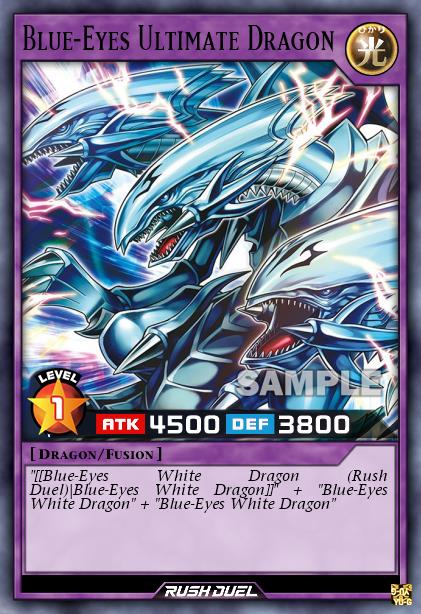 Blue-Eyes Ultimate Dragon
ひかり
光
SAMPLE
LEVEL
1
ATK 4500 DEF 3800
[ Dragon/Fusion ]
"[[Blue-Eyes White Dragon (Rush
Duel)|Blue-Eyes White Dragon]]" + "Blue-Eyes
White Dragon" + "Blue-Eyes White Dragon"
RUSH DUEL